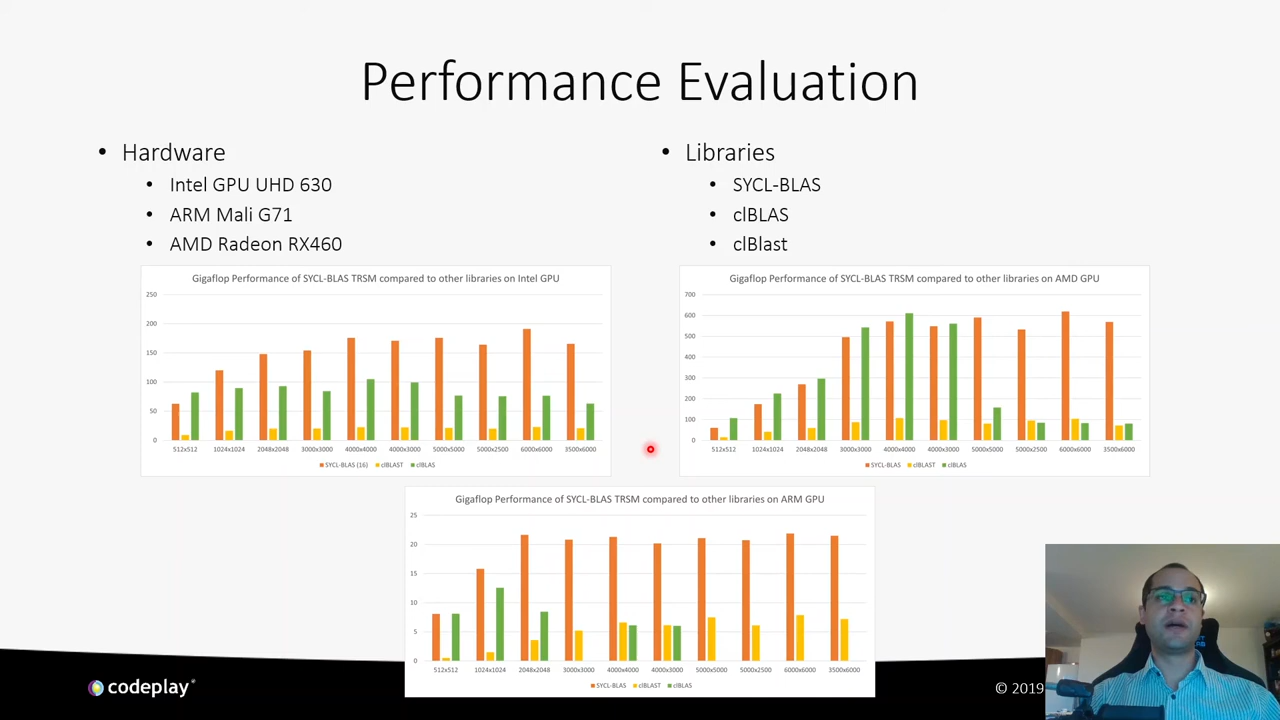 Performance Evaluation
• Hardware
• Intel GPU UHD 630
• ARM Mali G71
• AMD Radeon RX460
• Libraries
• SYCL-BLAS
• clBLAS
• clBlast
Gigaflop Performance of SYCL-BLAS TRSM compared to other libraries on Intel GPU
250
200
150
100
50
0
512x512 1024x1024 2048x2048 3000x3000 4000x4000 4000x3000 5000x5000 5000x2500 6000x6000 3500x6000
SYCL-BLAS (16) clBLAST clBLAS
Gigaflop Performance of SYCL-BLAS TRSM compared to other libraries on AMD GPU
700
600
500
400
300
200
100
0
512x512 1024x1024 2048x2048 3000x3000 4000x4000 4000x3000 5000x5000 5000x2500 6000x6000 3500x6000
SYCL-BLAS clBLAST clBLAS
Gigaflop Performance of SYCL-BLAS TRSM compared to other libraries on ARM GPU
25
20
15
10
5
0
512x512 1024x1024 2048x2048 3000x3000 4000x4000 4000x3000 5000x5000 5000x2500 6000x6000 3500x6000
SYCL-BLAS clBLAST clBLAS
codeplay®
© 2019